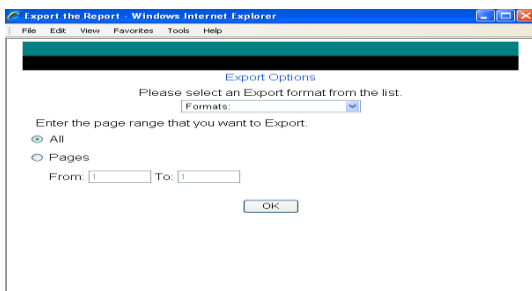 Export the Report - Windows Internet Explorer
File Edit View Favorites Tools Help
Export Options
Please select an Export format from the list.
Formats:
Enter the page range that you want to Export.
All
Pages
From: 1 To: 1
OK